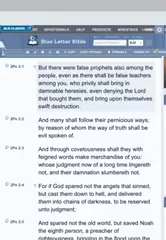 DEVOTIONALS HELP PRODUCTS MINISTRIES
Blue Letter Bible
2Pe 2:1
But there were false prophets also among the
people, even as there shall be false teachers
among you, who privily shall bring in
damnable heresies, even denying the Lord
that bought them, and bring upon themselves
swift destruction.
2Pe 2:2
And many shall follow their pernicious ways;
by reason of whom the way of truth shall be
evil spoken of.
2Pe 2:3
And through covetousness shall they with
feigned words make merchandise of you:
whose judgment now of a long time lingereth
not, and their damnation slumbereth not.
2Pe 2:4
For if God spared not the angels that sinned,
but cast them down to hell, and delivered
them into chains of darkness, to be reserved
unto judgment;
2Pe 2:5
And spared not the old world, but saved Noah
the eighth person, a preacher of
righteousness, bringing in the flood upon the